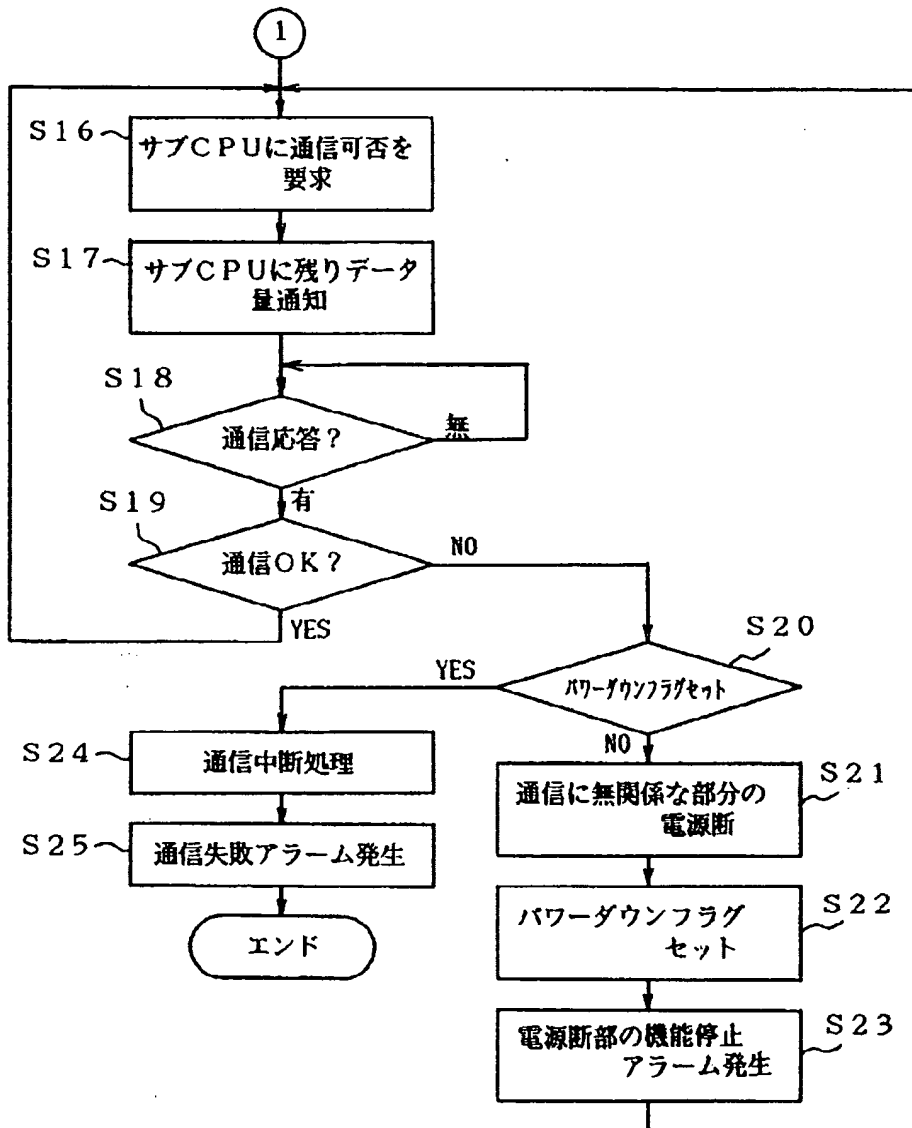 1
S16
サブCPUに通信可否を
要求
S17
サブCPUに残りデータ
量通知
S18
通信応答?
無
有
S19
通信OK?
NO
YES
S20
パワーダウンフラグセット
YES
NO
S24
通信中断処理
S25
通信失敗アラーム発生
エンド
S21
通信に無関係な部分の
電源断
S22
パワーダウンフラグ
セット
S23
電源断部の機能停止
アラーム発生